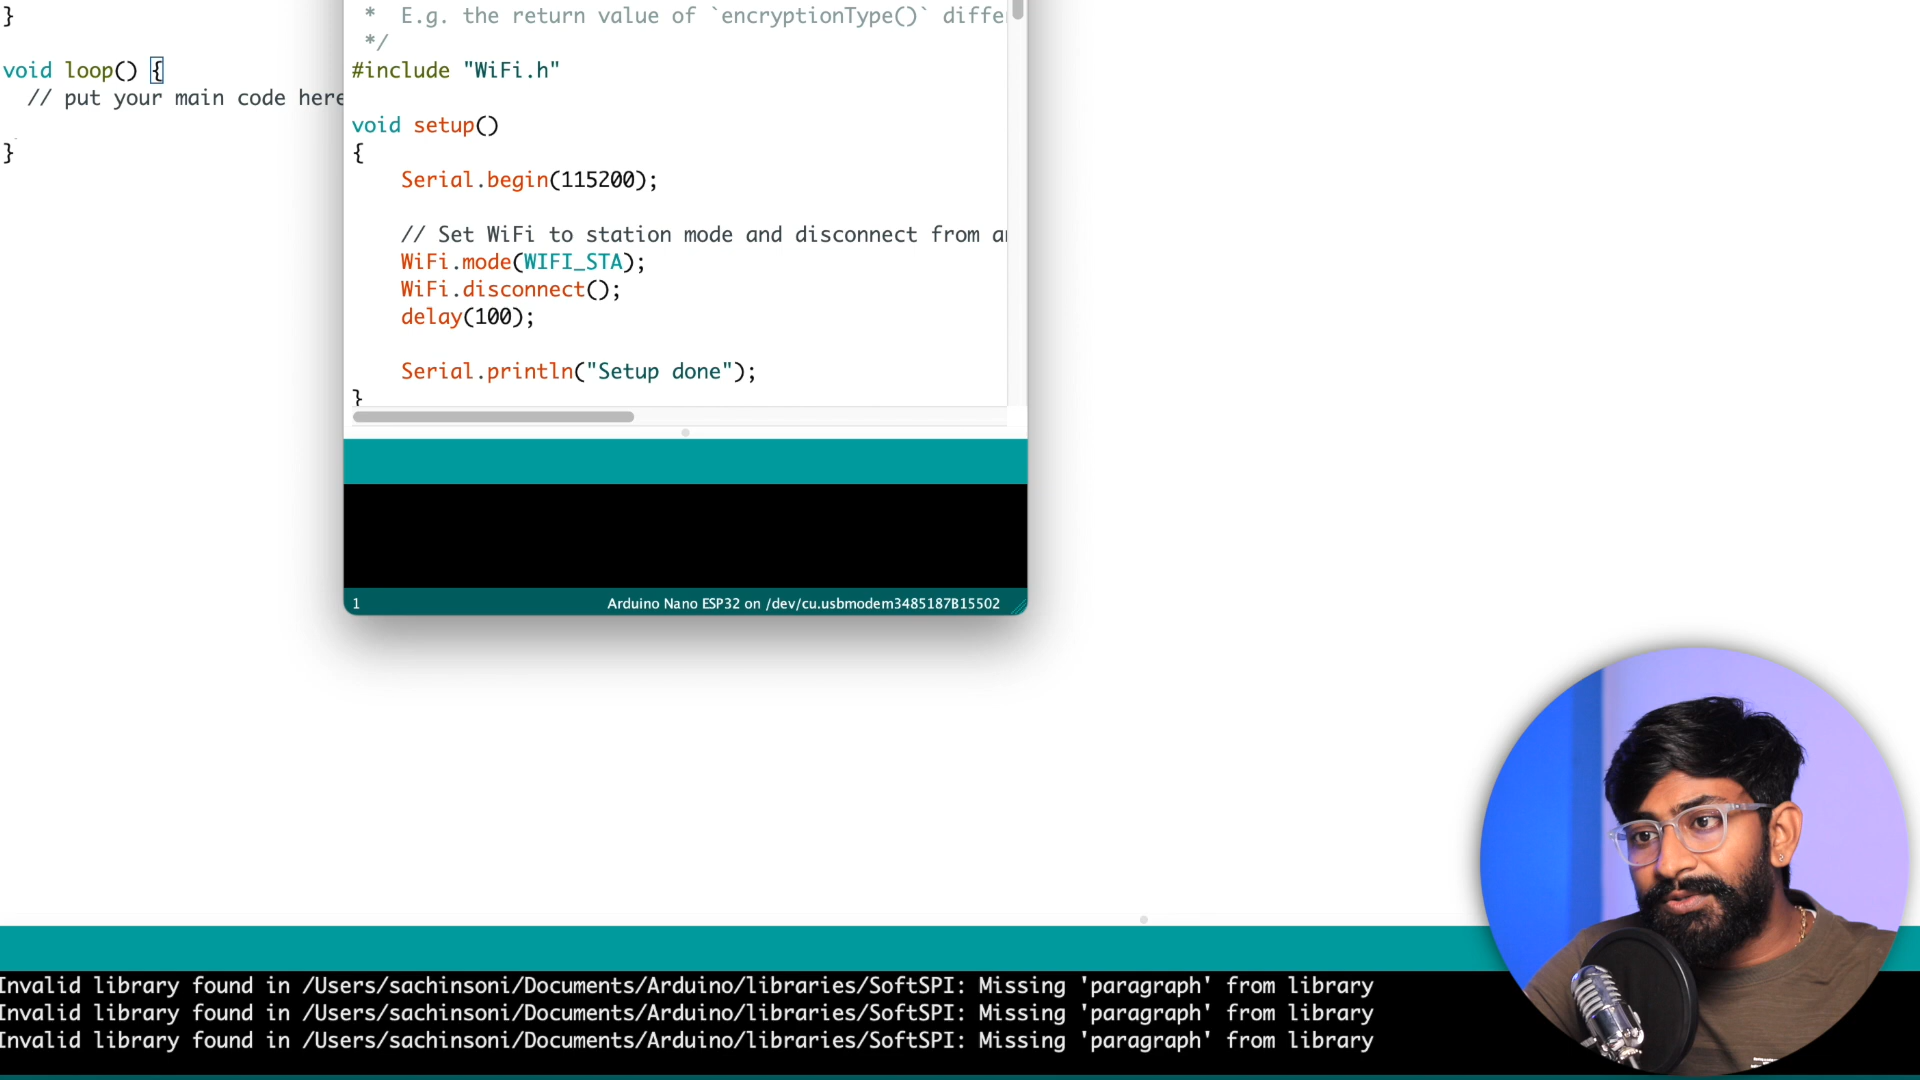 }
void loop() {
// put your main code here
}
* E.g. the return value of `encryptionType()` diffe
*/
#include "WiFi.h"
void setup()
{
Serial.begin(115200);
// Set WiFi to station mode and disconnect from a
WiFi.mode(WIFI_STA);
WiFi.disconnect();
delay(100);
Serial.println("Setup done");
}
1
Arduino Nano ESP32 on /dev/cu.usbmodem3485187B15502
Invalid library found in /Users/sachinsoni/Documents/Arduino/libraries/SoftSPI: Missing 'paragraph' from library
Invalid library found in /Users/sachinsoni/Documents/Arduino/libraries/SoftSPI: Missing 'paragraph' from library
Invalid library found in /Users/sachinsoni/Documents/Arduino/libraries/SoftSPI: Missing 'paragraph' from library